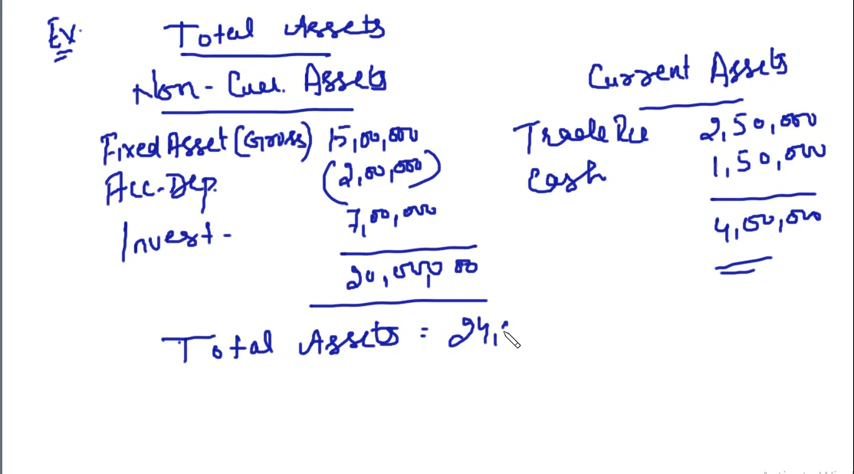 Ex.
Total Assets
Non-Curr. Assets
Fixed Asset (Gross) 15,00,000
Acc-Dep. (2,00,000)
Invest- 7,00,000
20,00,000
Current Assets
Trade Rec 2,50,000
Cash 1,50,000
4,00,000
Total Assets = 24,